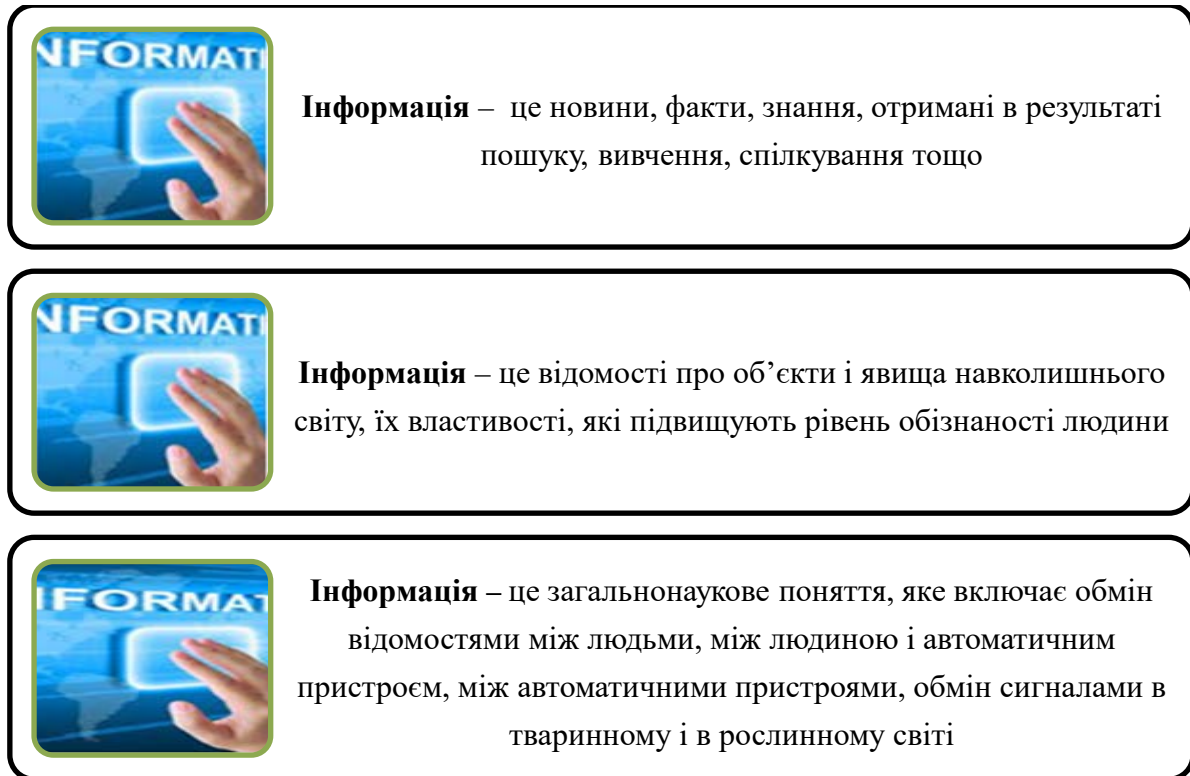 NFORMATI
Інформація – це новини, факти, знання, отримані в результаті
пошуку, вивчення, спілкування тощо
NFORMATI
Інформація – це відомості про об’єкти і явища навколишнього
світу, їх властивості, які підвищують рівень обізнаності людини
IFORMAT
Інформація – це загальнонаукове поняття, яке включає обмін
відомостями між людьми, між людиною і автоматичним
пристроєм, між автоматичними пристроями, обмін сигналами в
тваринному і в рослинному світі